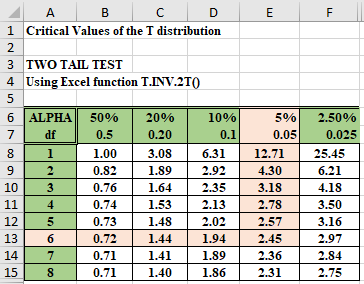 A B C D E F
1 Critical Values of the T distribution
2
3 TWO TAIL TEST
4 Using Excel function T.INV.2T()
5
6 ALPHA 50% 20% 10% 5% 2.50%
7 df 0.5 0.20 0.1 0.05 0.025
8 1 1.00 3.08 6.31 12.71 25.45
9 2 0.82 1.89 2.92 4.30 6.21
10 3 0.76 1.64 2.35 3.18 4.18
11 4 0.74 1.53 2.13 2.78 3.50
12 5 0.73 1.48 2.02 2.57 3.16
13 6 0.72 1.44 1.94 2.45 2.97
14 7 0.71 1.41 1.89 2.36 2.84
15 8 0.71 1.40 1.86 2.31 2.75